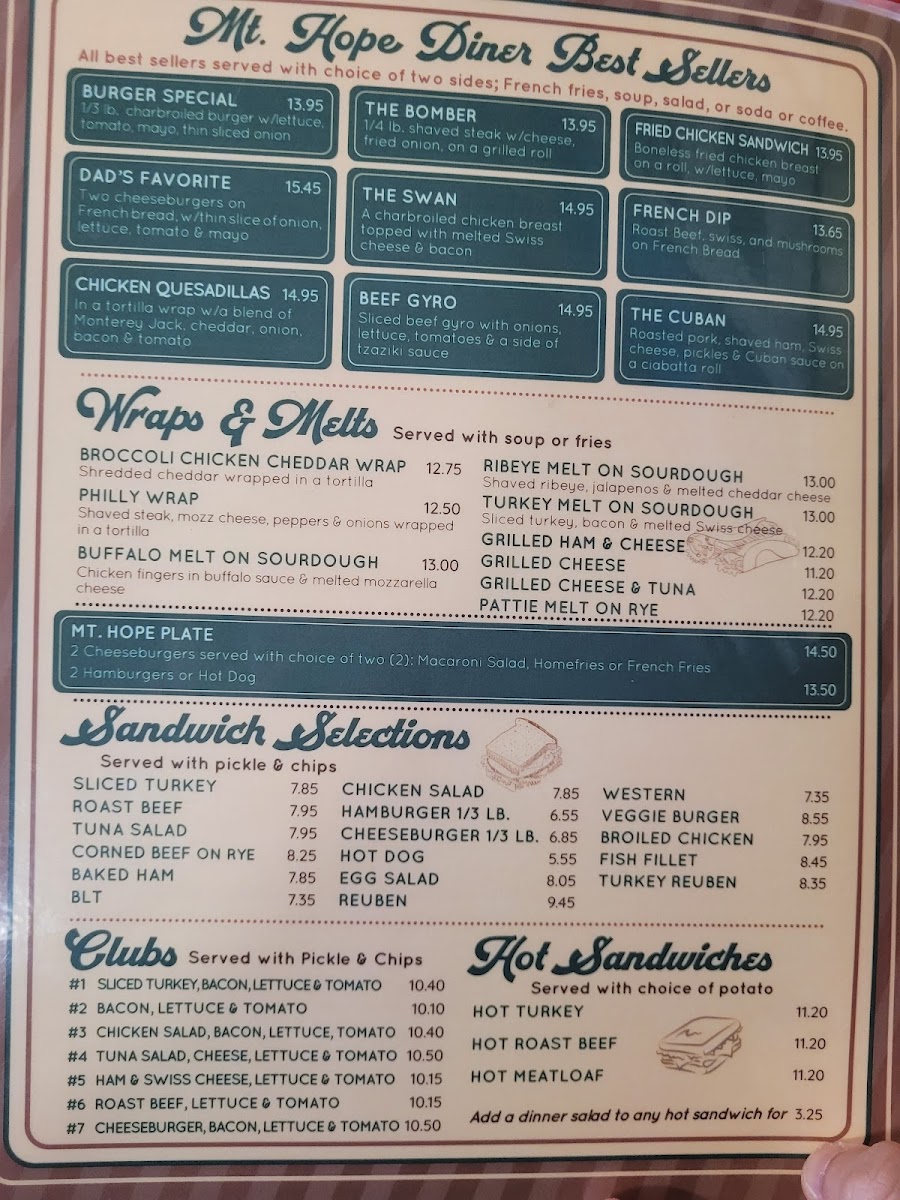 Mt. Hope Diner Best Sellers
All best sellers served with choice of two sides; French fries, soup, salad, or soda or coffee.
BURGER SPECIAL 13.95
1/3 lb. charbroiled burger w/lettuce,
tomato, mayo, thin sliced onion
THE BOMBER 13.95
1/4 lb. shaved steak w/cheese,
fried onion, on a grilled roll
FRIED CHICKEN SANDWICH 13.95
Boneless fried chicken breast
on a roll, w/lettuce, mayo
DAD'S FAVORITE 15.45
Two cheeseburgers on
French bread, w/thin slice of onion,
lettuce, tomato & mayo
THE SWAN 14.95
A charbroiled chicken breast
topped with melted Swiss
cheese & bacon
FRENCH DIP 13.65
Roast Beef, swiss, and mushrooms
on French Bread
CHICKEN QUESADILLAS 14.95
In a tortilla wrap w/a blend of
Monterey Jack, cheddar, onion,
bacon & tomato
BEEF GYRO 14.95
Sliced beef gyro with onions,
lettuce, tomatoes & a side of
tzaziki sauce
THE CUBAN 14.95
Roasted pork, shaved ham, Swiss
cheese, pickles & Cuban sauce on
a ciabatta roll
Wraps & Melts Served with soup or fries
BROCCOLI CHICKEN CHEDDAR WRAP 12.75
Shredded cheddar wrapped in a tortilla
PHILLY WRAP 12.50
Shaved steak, mozz cheese, peppers & onions wrapped
in a tortilla
BUFFALO MELT ON SOURDOUGH 13.00
Chicken fingers in buffalo sauce & melted mozzarella
cheese
RIBEYE MELT ON SOURDOUGH 13.00
Shaved ribeye, jalapenos & melted cheddar cheese
TURKEY MELT ON SOURDOUGH 13.00
Sliced turkey, bacon & melted Swiss cheese
GRILLED HAM & CHEESE 12.20
GRILLED CHEESE 11.20
GRILLED CHEESE & TUNA 12.20
PATTIE MELT ON RYE 12.20
MT. HOPE PLATE
2 Cheeseburgers served with choice of two (2): Macaroni Salad, Homefries or French Fries 14.50
2 Hamburgers or Hot Dog 13.50
Sandwich Selections
Served with pickle & chips
SLICED TURKEY 7.85
ROAST BEEF 7.95
TUNA SALAD 7.95
CORNED BEEF ON RYE 8.25
BAKED HAM 7.85
BLT 7.35
CHICKEN SALAD 7.85
HAMBURGER 1/3 LB. 6.55
CHEESEBURGER 1/3 LB. 6.85
HOT DOG 5.55
EGG SALAD 8.05
REUBEN 9.45
WESTERN 7.35
VEGGIE BURGER 8.55
BROILED CHICKEN 7.95
FISH FILLET 8.45
TURKEY REUBEN 8.35
Clubs Served with Pickle & Chips
#1 SLICED TURKEY, BACON, LETTUCE & TOMATO 10.40
#2 BACON, LETTUCE & TOMATO 10.10
#3 CHICKEN SALAD, BACON, LETTUCE, TOMATO 10.40
#4 TUNA SALAD, CHEESE, LETTUCE & TOMATO 10.50
#5 HAM & SWISS CHEESE, LETTUCE & TOMATO 10.15
#6 ROAST BEEF, LETTUCE & TOMATO 10.15
#7 CHEESEBURGER, BACON, LETTUCE & TOMATO 10.50
Hot Sandwiches
Served with choice of potato
HOT TURKEY 11.20
HOT ROAST BEEF 11.20
HOT MEATLOAF 11.20
Add a dinner salad to any hot sandwich for 3.25